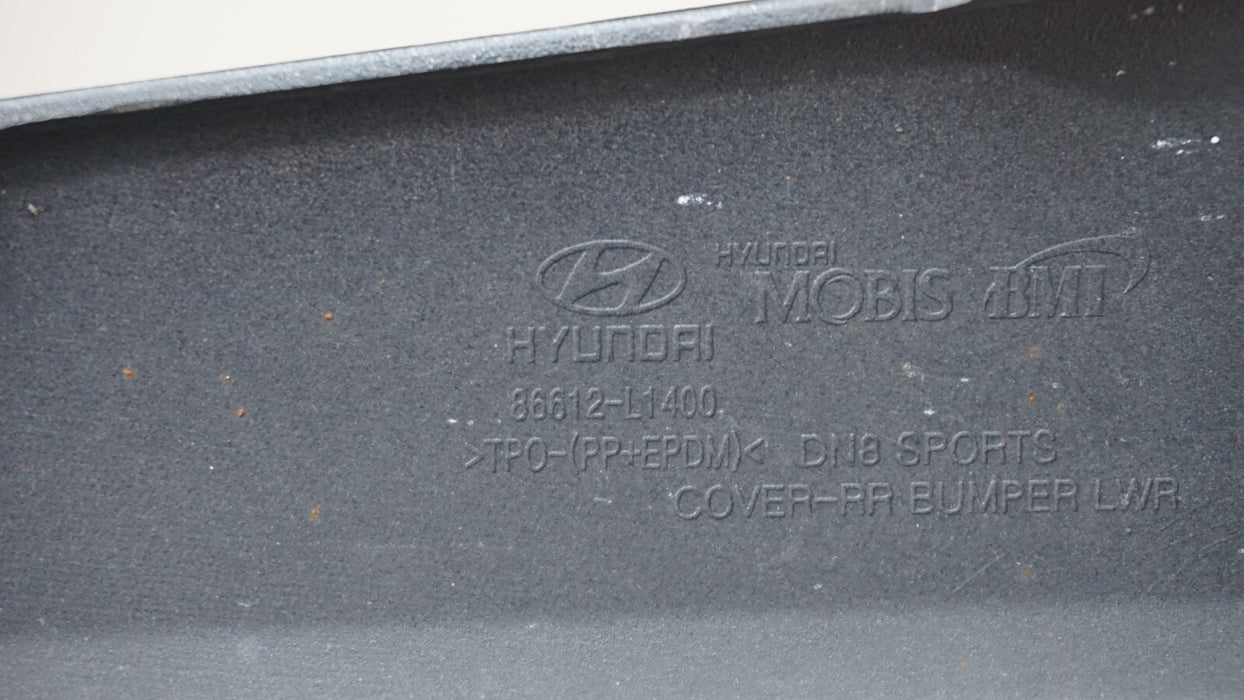 HYUNDAI
MOBIS BMI
HYUNDAI
86612-L1400
>TPO-(PP+EPDM)< DN8 SPORTS
COVER-RR BUMPER LWR